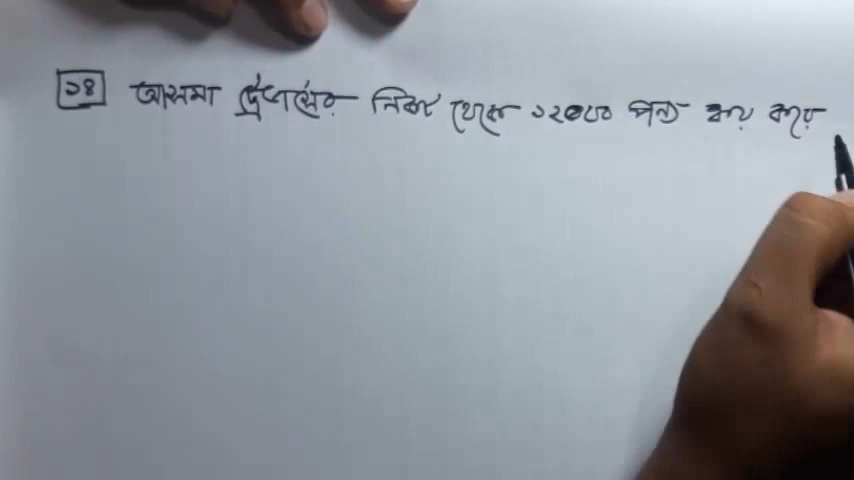 ১৪ আসমা ট্রেডার্সের নিকট থেকে ১২০০০ পন্য ক্রয় করে